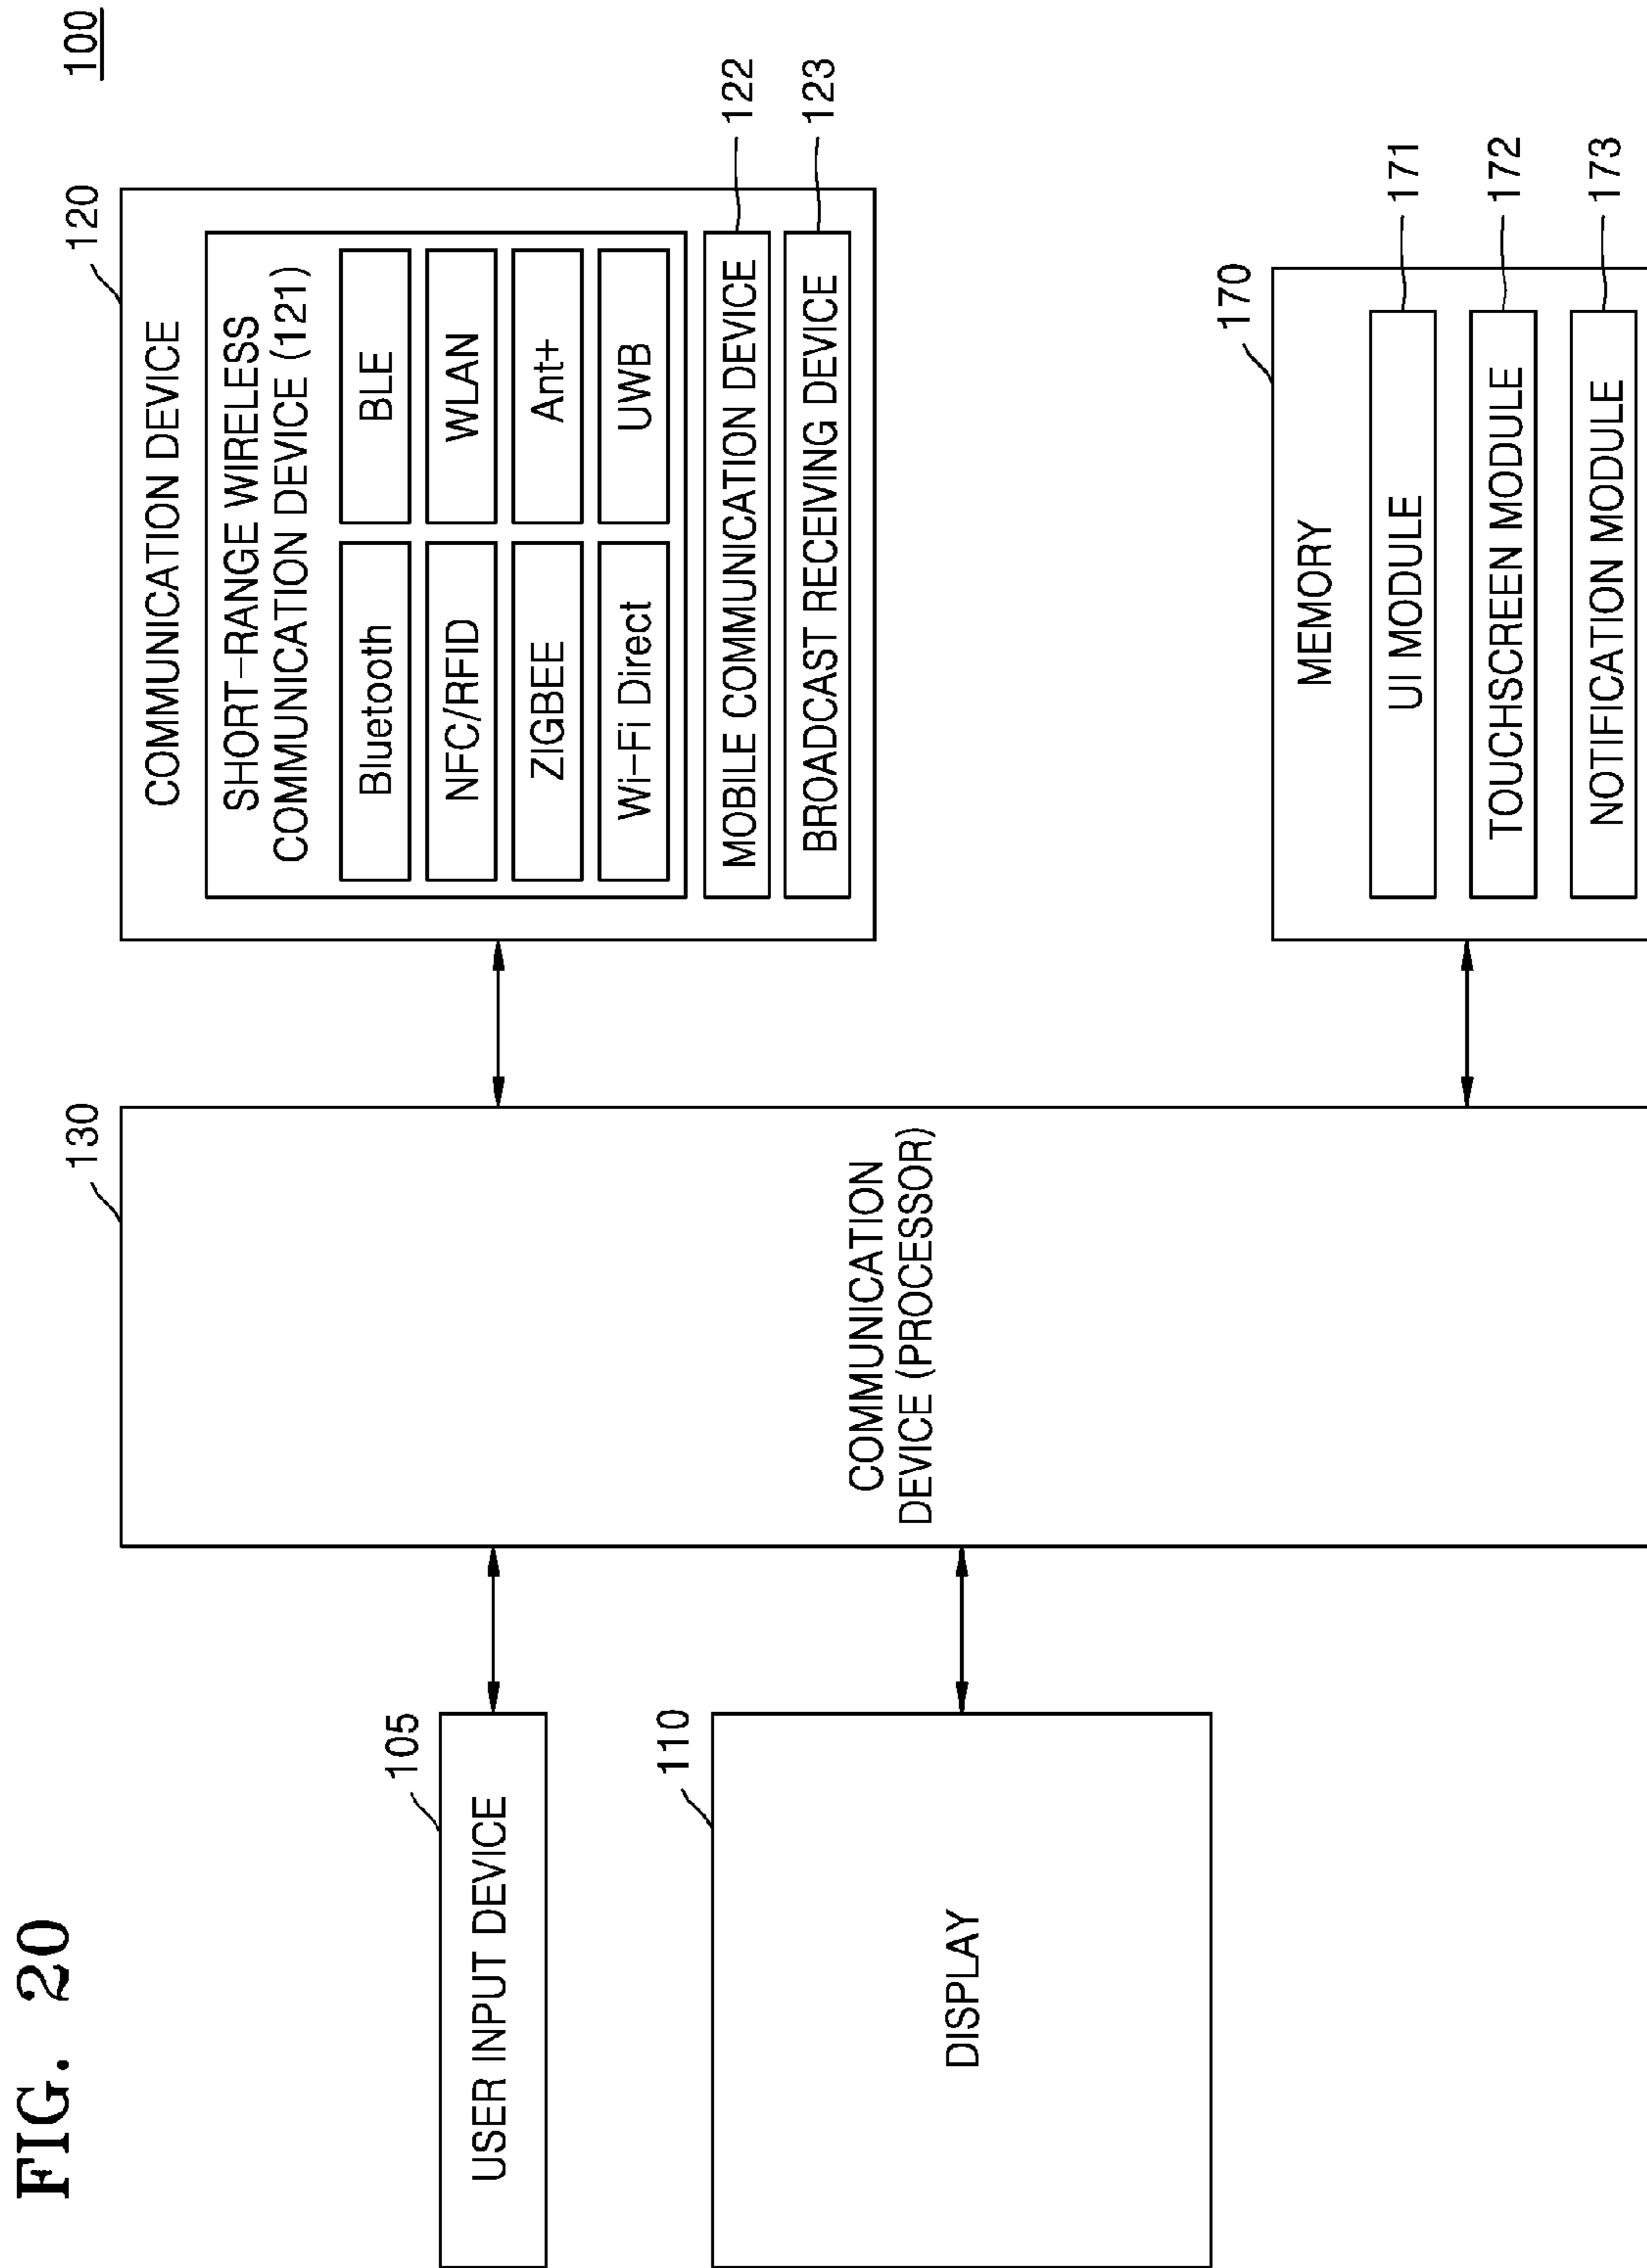 FIG. 20
100
120
COMMUNICATION DEVICE
SHORT-RANGE WIRELESS
COMMUNICATION DEVICE (121)
Bluetooth
BLE
NFC/RFID
WLAN
ZIGBEE
Ant+
Wi-Fi Direct
UWB
MOBILE COMMUNICATION DEVICE
122
BROADCAST RECEIVING DEVICE
123
130
COMMUNICATION
DEVICE (PROCESSOR)
105
USER INPUT DEVICE
110
DISPLAY
170
MEMORY
UI MODULE
171
TOUCHSCREEN MODULE
172
NOTIFICATION MODULE
173